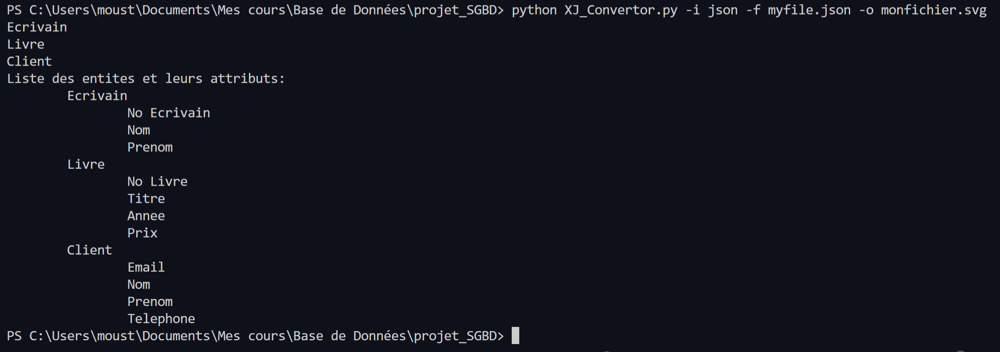 PS C:\Users\moust\Documents\Mes cours\Base de Données\projet_SGBD> python XJ_Convertor.py -i json -f myfile.json -o monfichier.svg
Ecrivain
Livre
Client
Liste des entites et leurs attributs:
        Ecrivain
                No Ecrivain
                Nom
                Prenom
        Livre
                No Livre
                Titre
                Annee
                Prix
        Client
                Email
                Nom
                Prenom
                Telephone
PS C:\Users\moust\Documents\Mes cours\Base de Données\projet_SGBD>